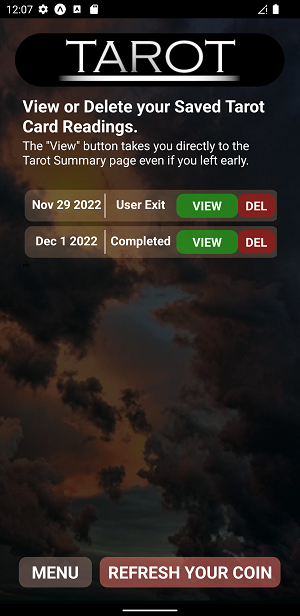 12:07
TAROT
View or Delete your Saved Tarot
Card Readings.
The "View" button takes you directly to the
Tarot Summary page even if you left early.
Nov 29 2022 User Exit VIEW DEL
Dec 1 2022 Completed VIEW DEL
MENU REFRESH YOUR COIN